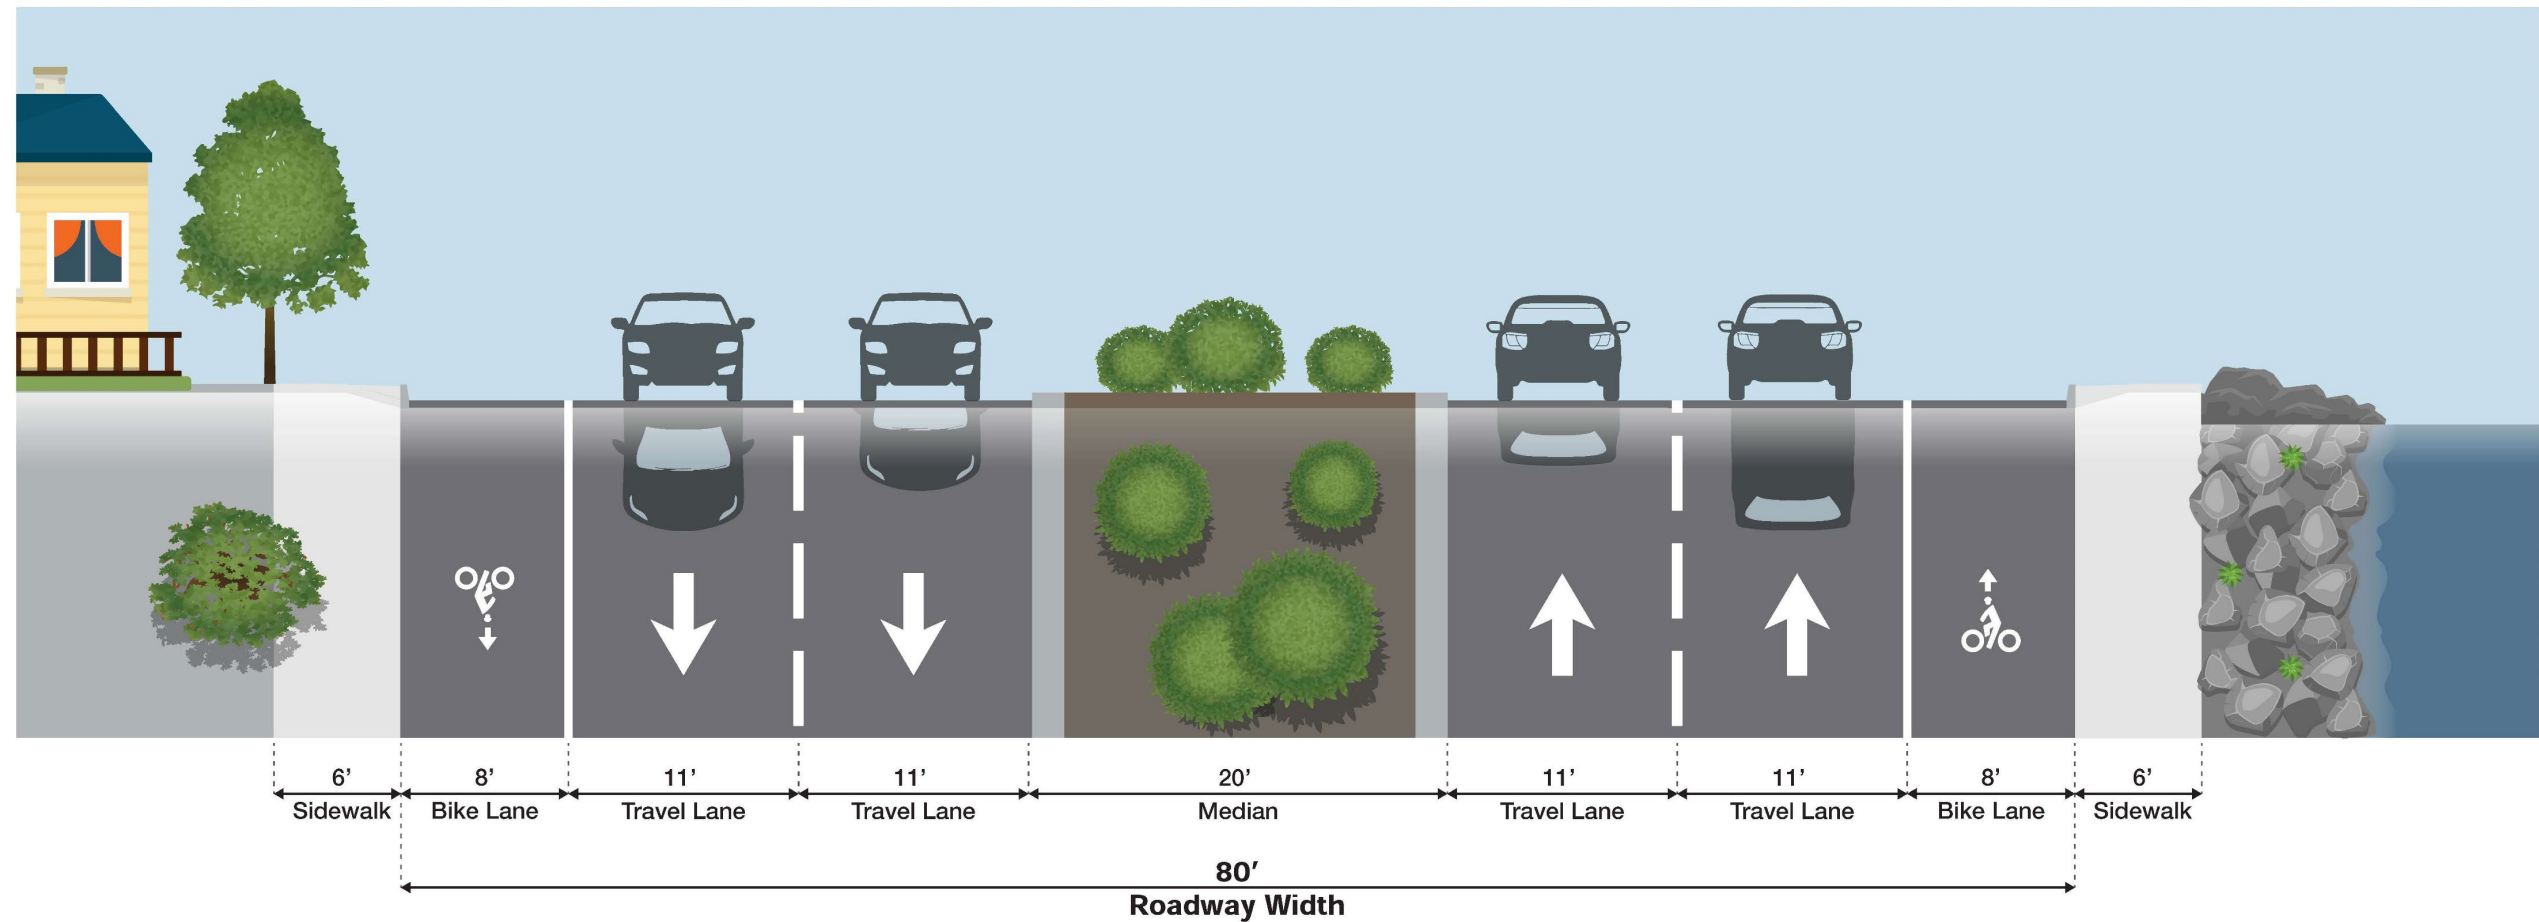 6’ 8’ 11’ 11’ 20’ 11’ 11’ 8’ 6’
Sidewalk Bike Lane Travel Lane Travel Lane Median Travel Lane Travel Lane Bike Lane Sidewalk
80’
Roadway Width